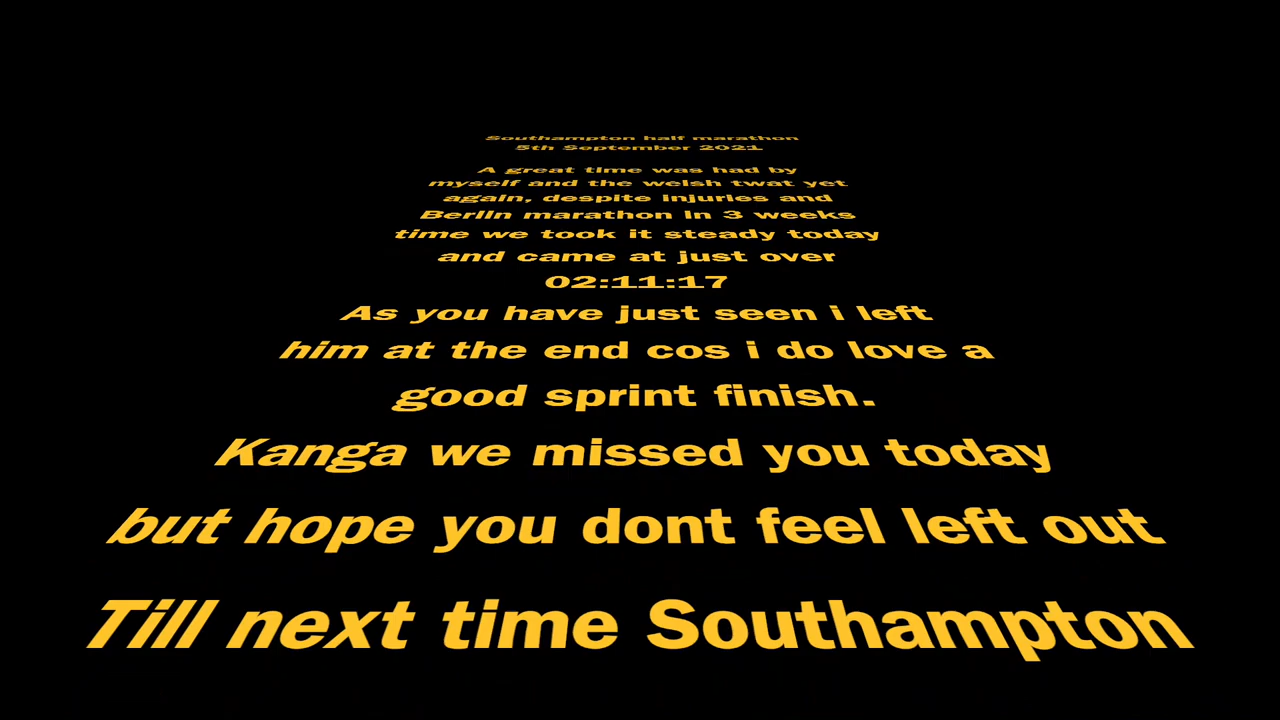 Southampton half marathon
5th September 2021
A great time was had by
myself and the welsh twat yet
again, despite injuries and
Berlin marathon in 3 weeks
time we took it steady today
and came at just over
02:11:17
As you have just seen i left
him at the end cos i do love a
good sprint finish.
Kanga we missed you today
but hope you dont feel left out
Till next time Southampton